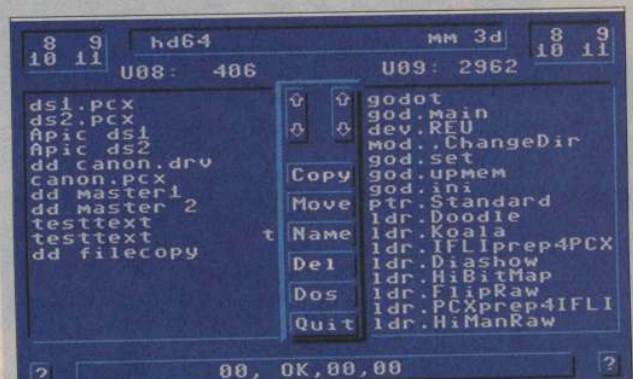 8 9
10 11
hd64 mm 3d
8 9
10 11
U08: 406 U09: 2962
ds1.pcx
ds2.pcx
Apic ds1
Apic ds2
dd canon.drv
canon.pcx
dd master1
dd master 2
testtext
testtext t
dd filecopy
Copy
Move
Name
Del
Dos
Quit
godot
god.main
dev.REU
mod..ChangeDir
god.set
god.upmem
god.ini
ptr.Standard
ldr.Doodle
ldr.Koala
ldr.IFLIprep4PCX
ldr.Diashow
ldr.HiBitMap
ldr.FlipRaw
ldr.PCXprep4IFLI
ldr.HiManRaw
? 00, OK,00,00 ?